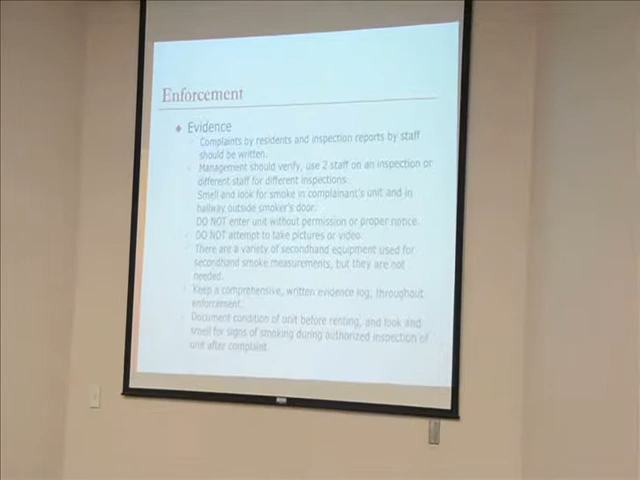 Enforcement
Evidence
Complaints by residents and inspection reports by staff
should be written.
Management should verify, use 2 staff on an inspection or
different staff for different inspections.
Smell and look for smoke in complainant's unit and in
hallway outside smoker's door.
DO NOT enter unit without permission or proper notice.
DO NOT attempt to take pictures or video.
There are a variety of secondhand equipment used for
secondhand smoke measurements, but they are not
needed.
Keep a comprehensive, written evidence log, throughout
enforcement.
Document condition of unit before renting, and look and
smell for signs of smoking during authorized inspection of
unit after complaint.